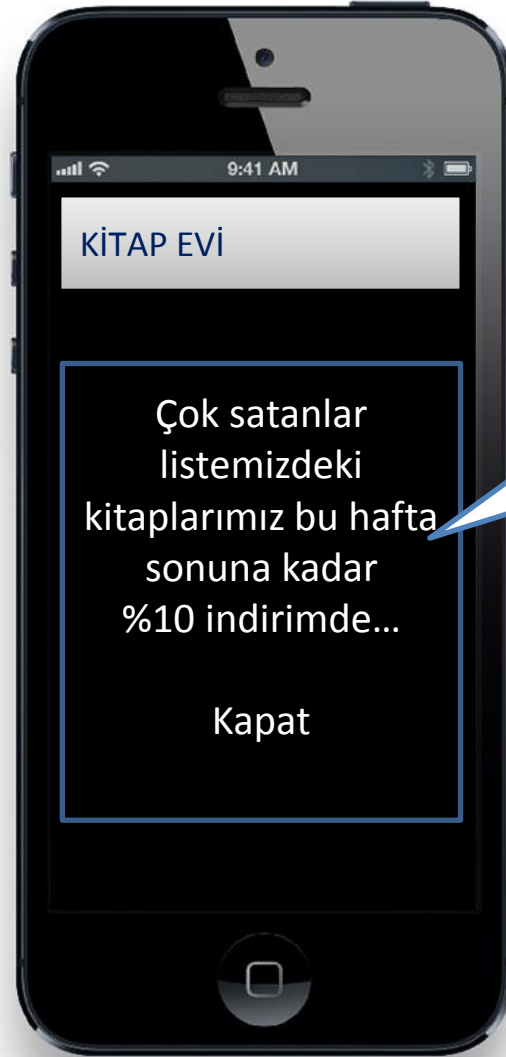 9:41 AM
KİTAP EVİ
Çok satanlar
listemizdeki
kitaplarımız bu hafta
sonuna kadar
%10 indirimde...
Kapat